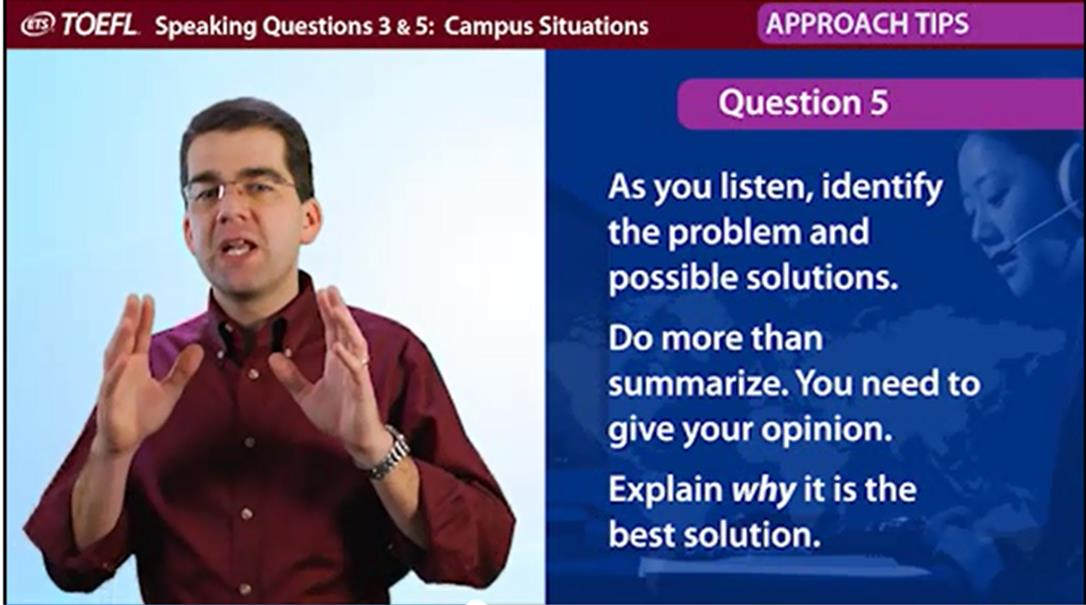 ETS TOEFL Speaking Questions 3 & 5: Campus Situations
APPROACH TIPS
Question 5
As you listen, identify
the problem and
possible solutions.
Do more than
summarize. You need to
give your opinion.
Explain why it is the
best solution.